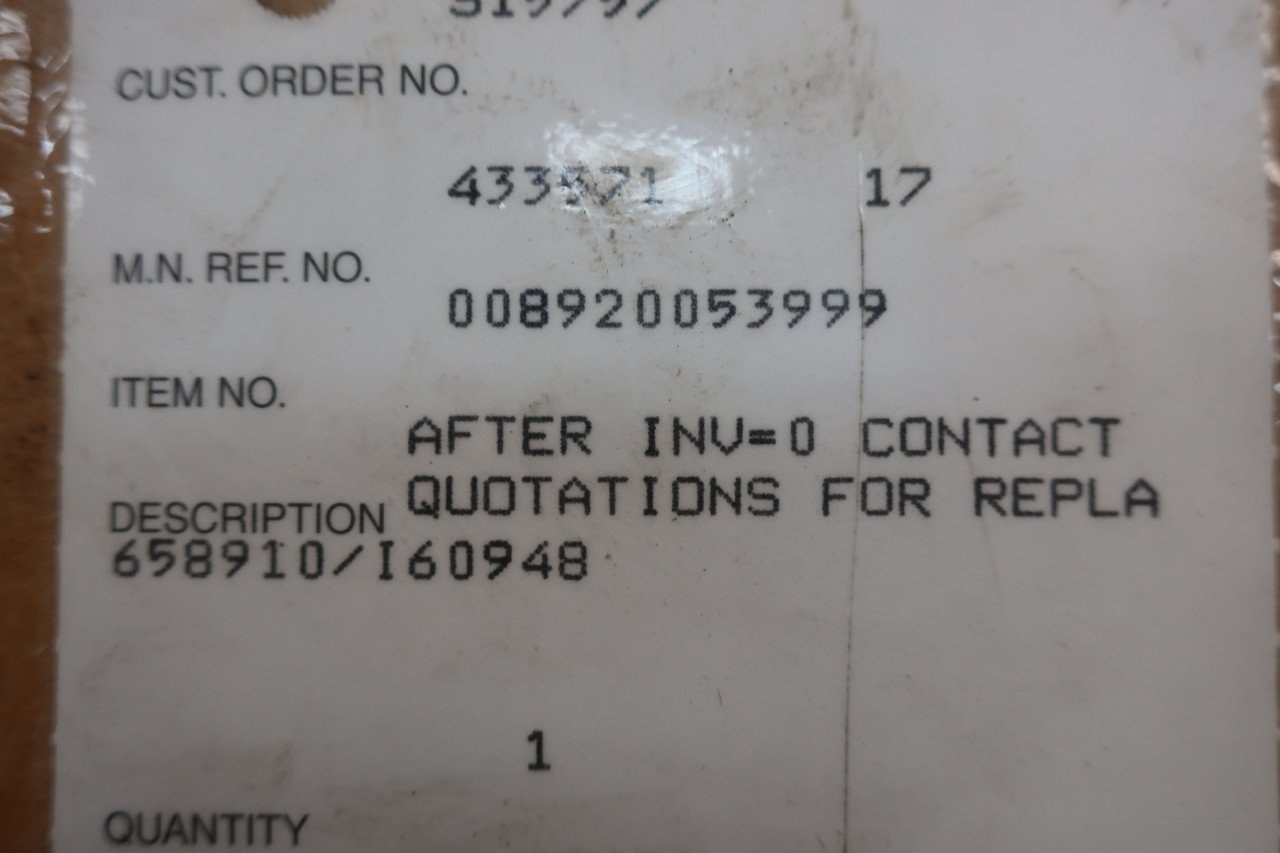 CUST. ORDER NO.
433571 17
M.N. REF. NO.
008920053999
ITEM NO.
AFTER INV=0 CONTACT
DESCRIPTION QUOTATIONS FOR REPLA
658910/I60948
1
QUANTITY